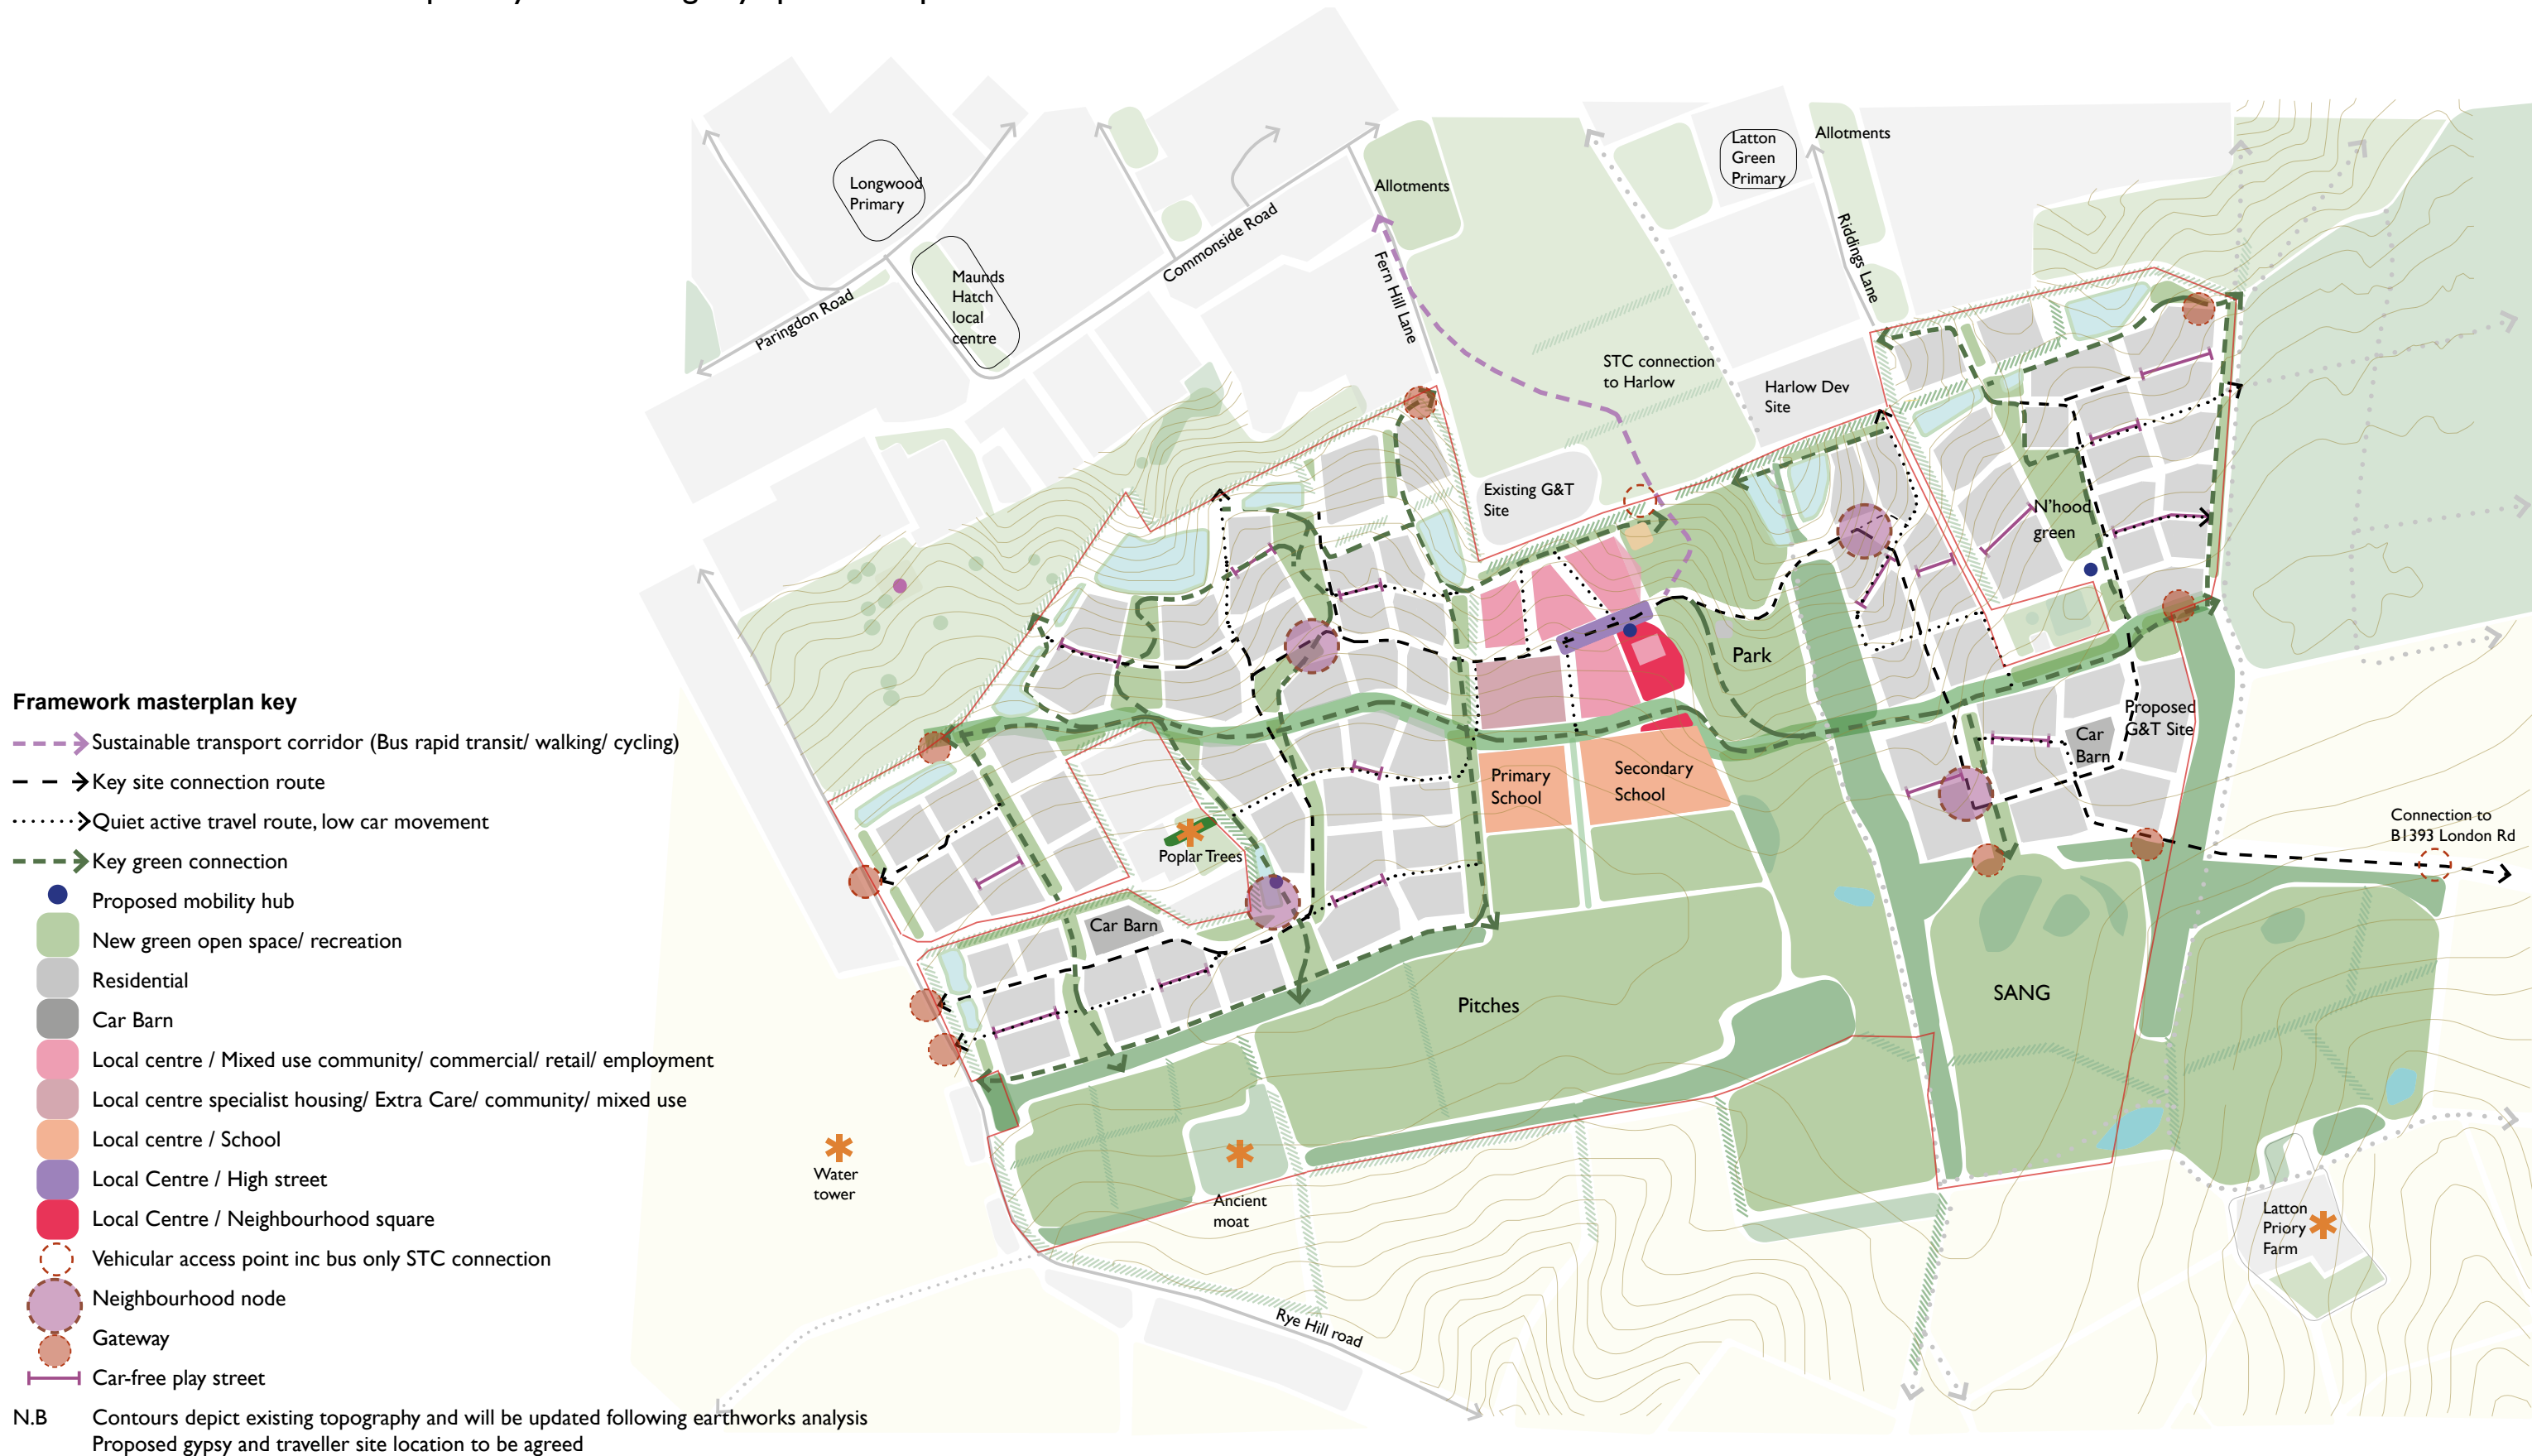 Longwood
Primary
Maunds
Hatch
local
centre
Paringdon Road
Commonside Road
Allotments
Fern Hill Lane
Latton
Green
Primary
Allotments
Riddings Lane
STC connection
to Harlow
Harlow Dev
Site
Existing G&T
Site
N'hood
green
Park
Proposed
G&T Site
Car
Barn
Primary
School
Secondary
School
Poplar Trees
Car Barn
Connection to
B1393 London Rd
Pitches
SANG
Water
tower
Ancient
moat
Latton
Priory
Farm
Rye Hill road
Framework masterplan key
Sustainable transport corridor (Bus rapid transit/ walking/ cycling)
Key site connection route
Quiet active travel route, low car movement
Key green connection
Proposed mobility hub
New green open space/ recreation
Residential
Car Barn
Local centre / Mixed use community/ commercial/ retail/ employment
Local centre specialist housing/ Extra Care/ community/ mixed use
Local centre / School
Local Centre / High street
Local Centre / Neighbourhood square
Vehicular access point inc bus only STC connection
Neighbourhood node
Gateway
Car-free play street
N.B Contours depict existing topography and will be updated following earthworks analysis
Proposed gypsy and traveller site location to be agreed